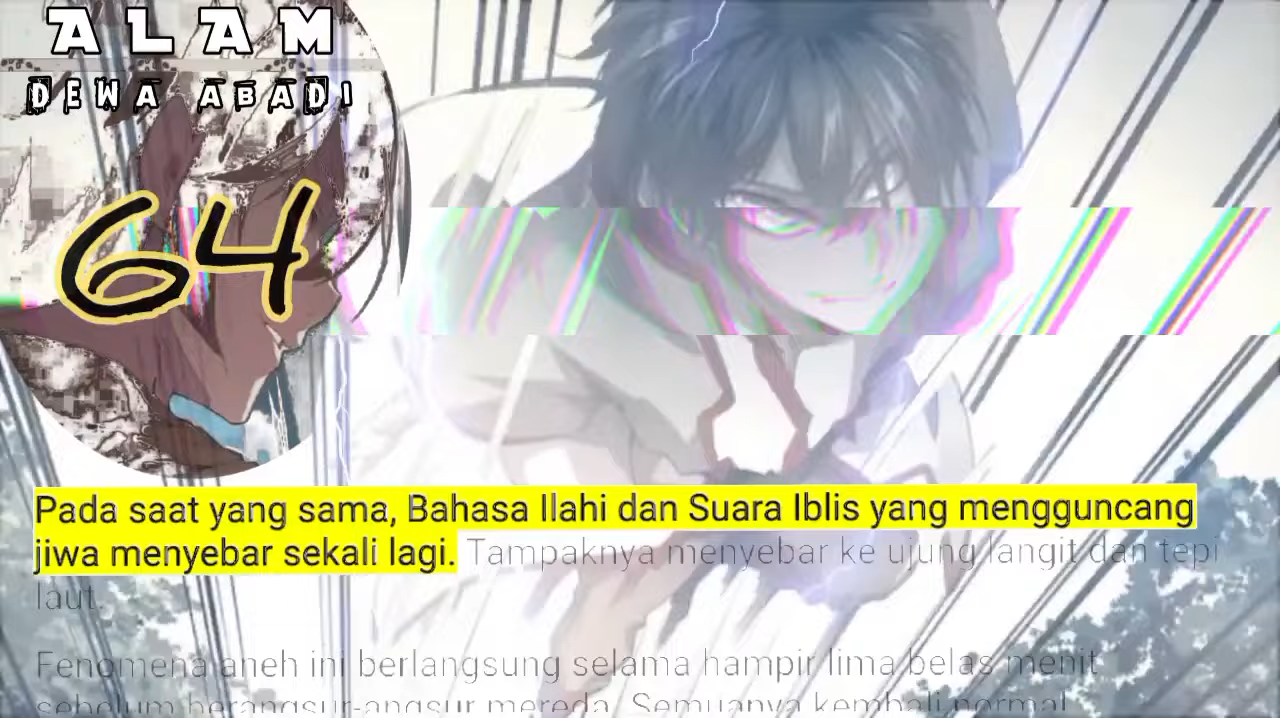 ALAM
DEWA ABADI
64
Pada saat yang sama, Bahasa Ilahi dan Suara Iblis yang mengguncang
jiwa menyebar sekali lagi. Tampaknya menyebar ke ujung langit dan tepi
laut.
Fenomena aneh ini berlangsung selama hampir lima belas menit
sebelum berangsur-angsur mereda. Semuanya kembali normal